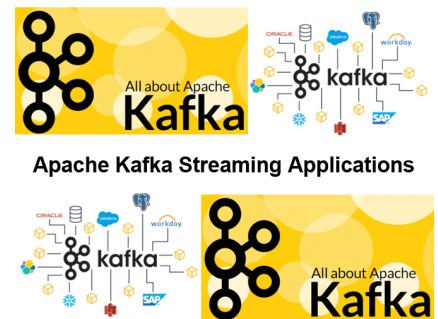 ORACLE
salesforce
workday.
All about Apache
Kafka
kafka
SAP
Apache Kafka Streaming Applications
ORACLE
salesforce
workday.
kafka
SAP
All about Apache
Kafka